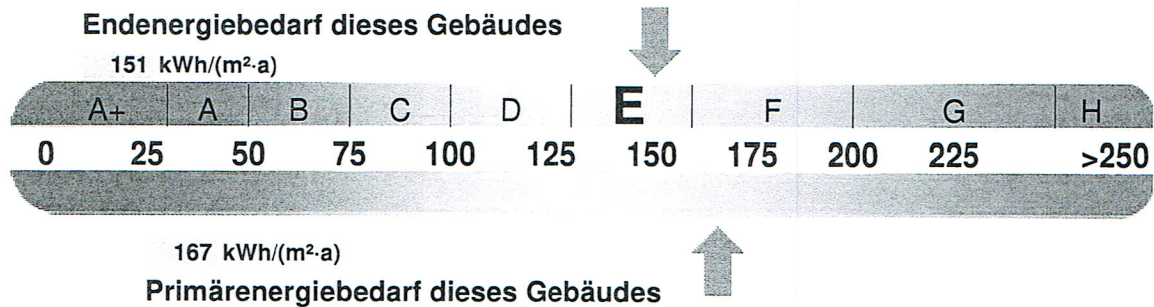 Endenergiebedarf dieses Gebäudes
151 kWh/(m²·a)
A+ A B C D E F G H
0 25 50 75 100 125 150 175 200 225 >250
167 kWh/(m²·a)
Primärenergiebedarf dieses Gebäudes